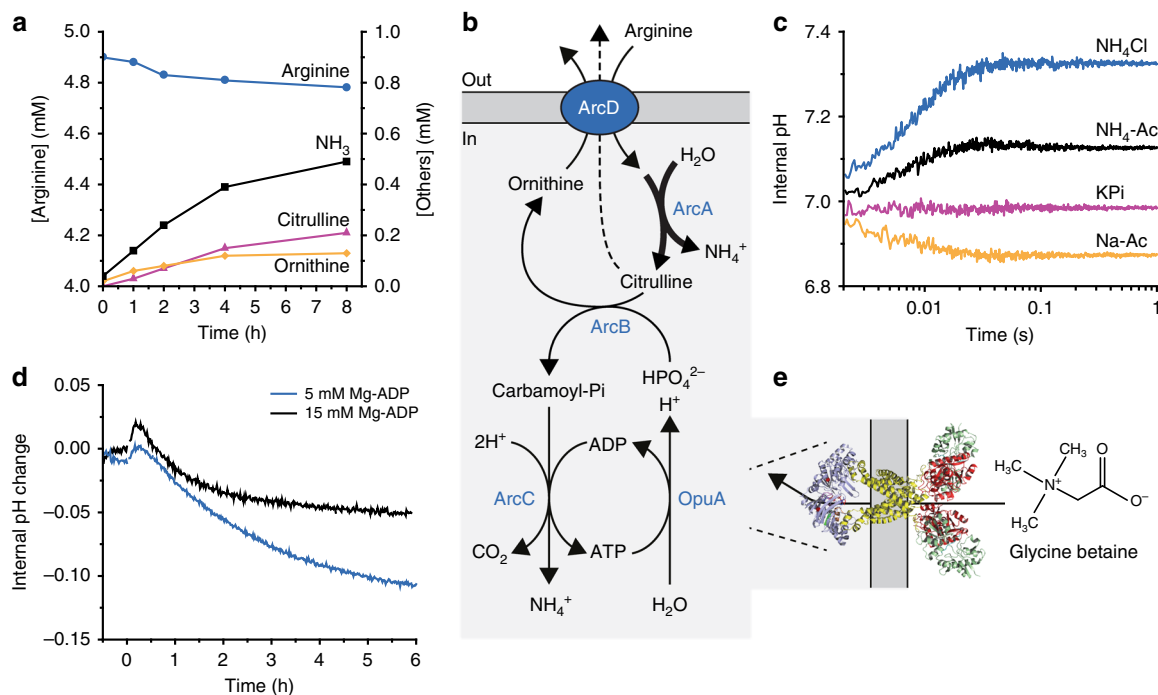 a
5.0
4.8
4.6
4.4
4.2
4.0
[Arginine] (mM)
1.0
0.8
0.6
0.4
0.2
0.0
[Others] (mM)
Arginine
NH₃
Citrulline
Ornithine
0 1 2 3 4 5 6 7 8
Time (h)
b
Arginine
Out
ArcD
In
H₂O
Ornithine
ArcA
NH₄⁺
Citrulline
ArcB
Carbamoyl-Pi
HPO₄²⁻
H⁺
2H⁺
ADP
ArcC
OpuA
CO₂
ATP
NH₄⁺
H₂O
c
7.4
7.2
7.0
6.8
Internal pH
NH₄Cl
NH₄-Ac
KPi
Na-Ac
0.01 0.1 1
Time (s)
d
0.05
0.00
–0.05
–0.10
–0.15
Internal pH change
5 mM Mg-ADP
15 mM Mg-ADP
0 1 2 3 4 5 6
Time (h)
e
CH₃
H₃C
N⁺
H₃C
O
O⁻
Glycine betaine